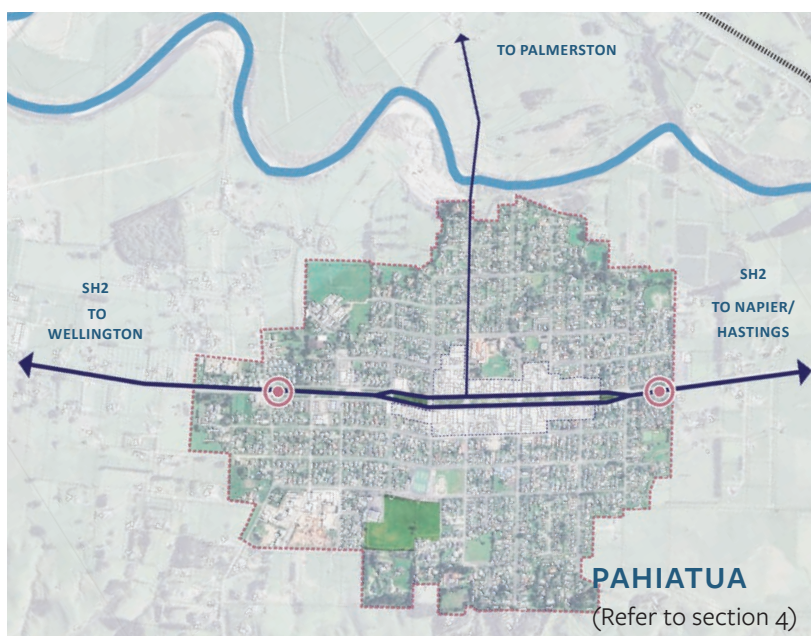 TO PALMERSTON
SH2
TO
WELLINGTON
SH2
TO NAPIER/
HASTINGS
PAHIATUA
(Refer to section 4)